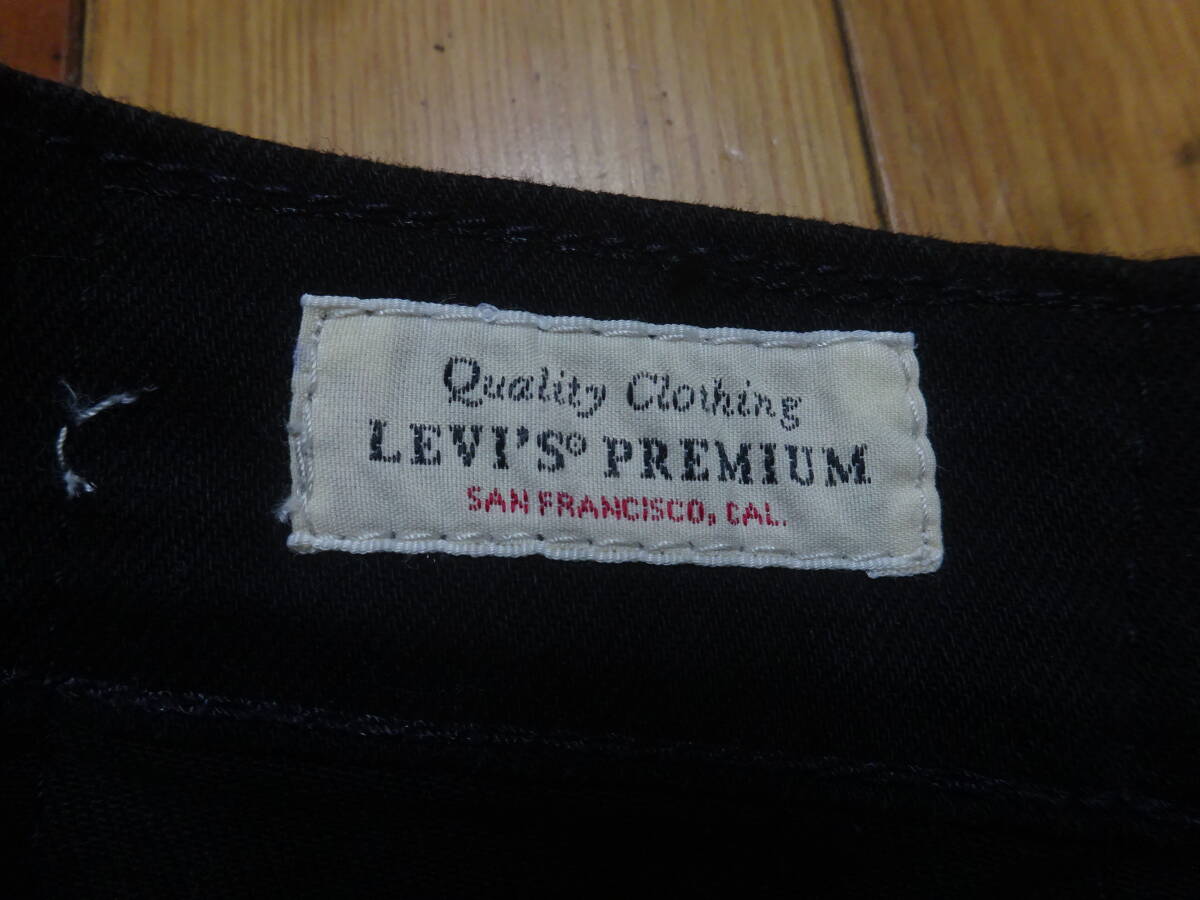 Quality Clothing
LEVI'S® PREMIUM
SAN FRANCISCO, CAL.